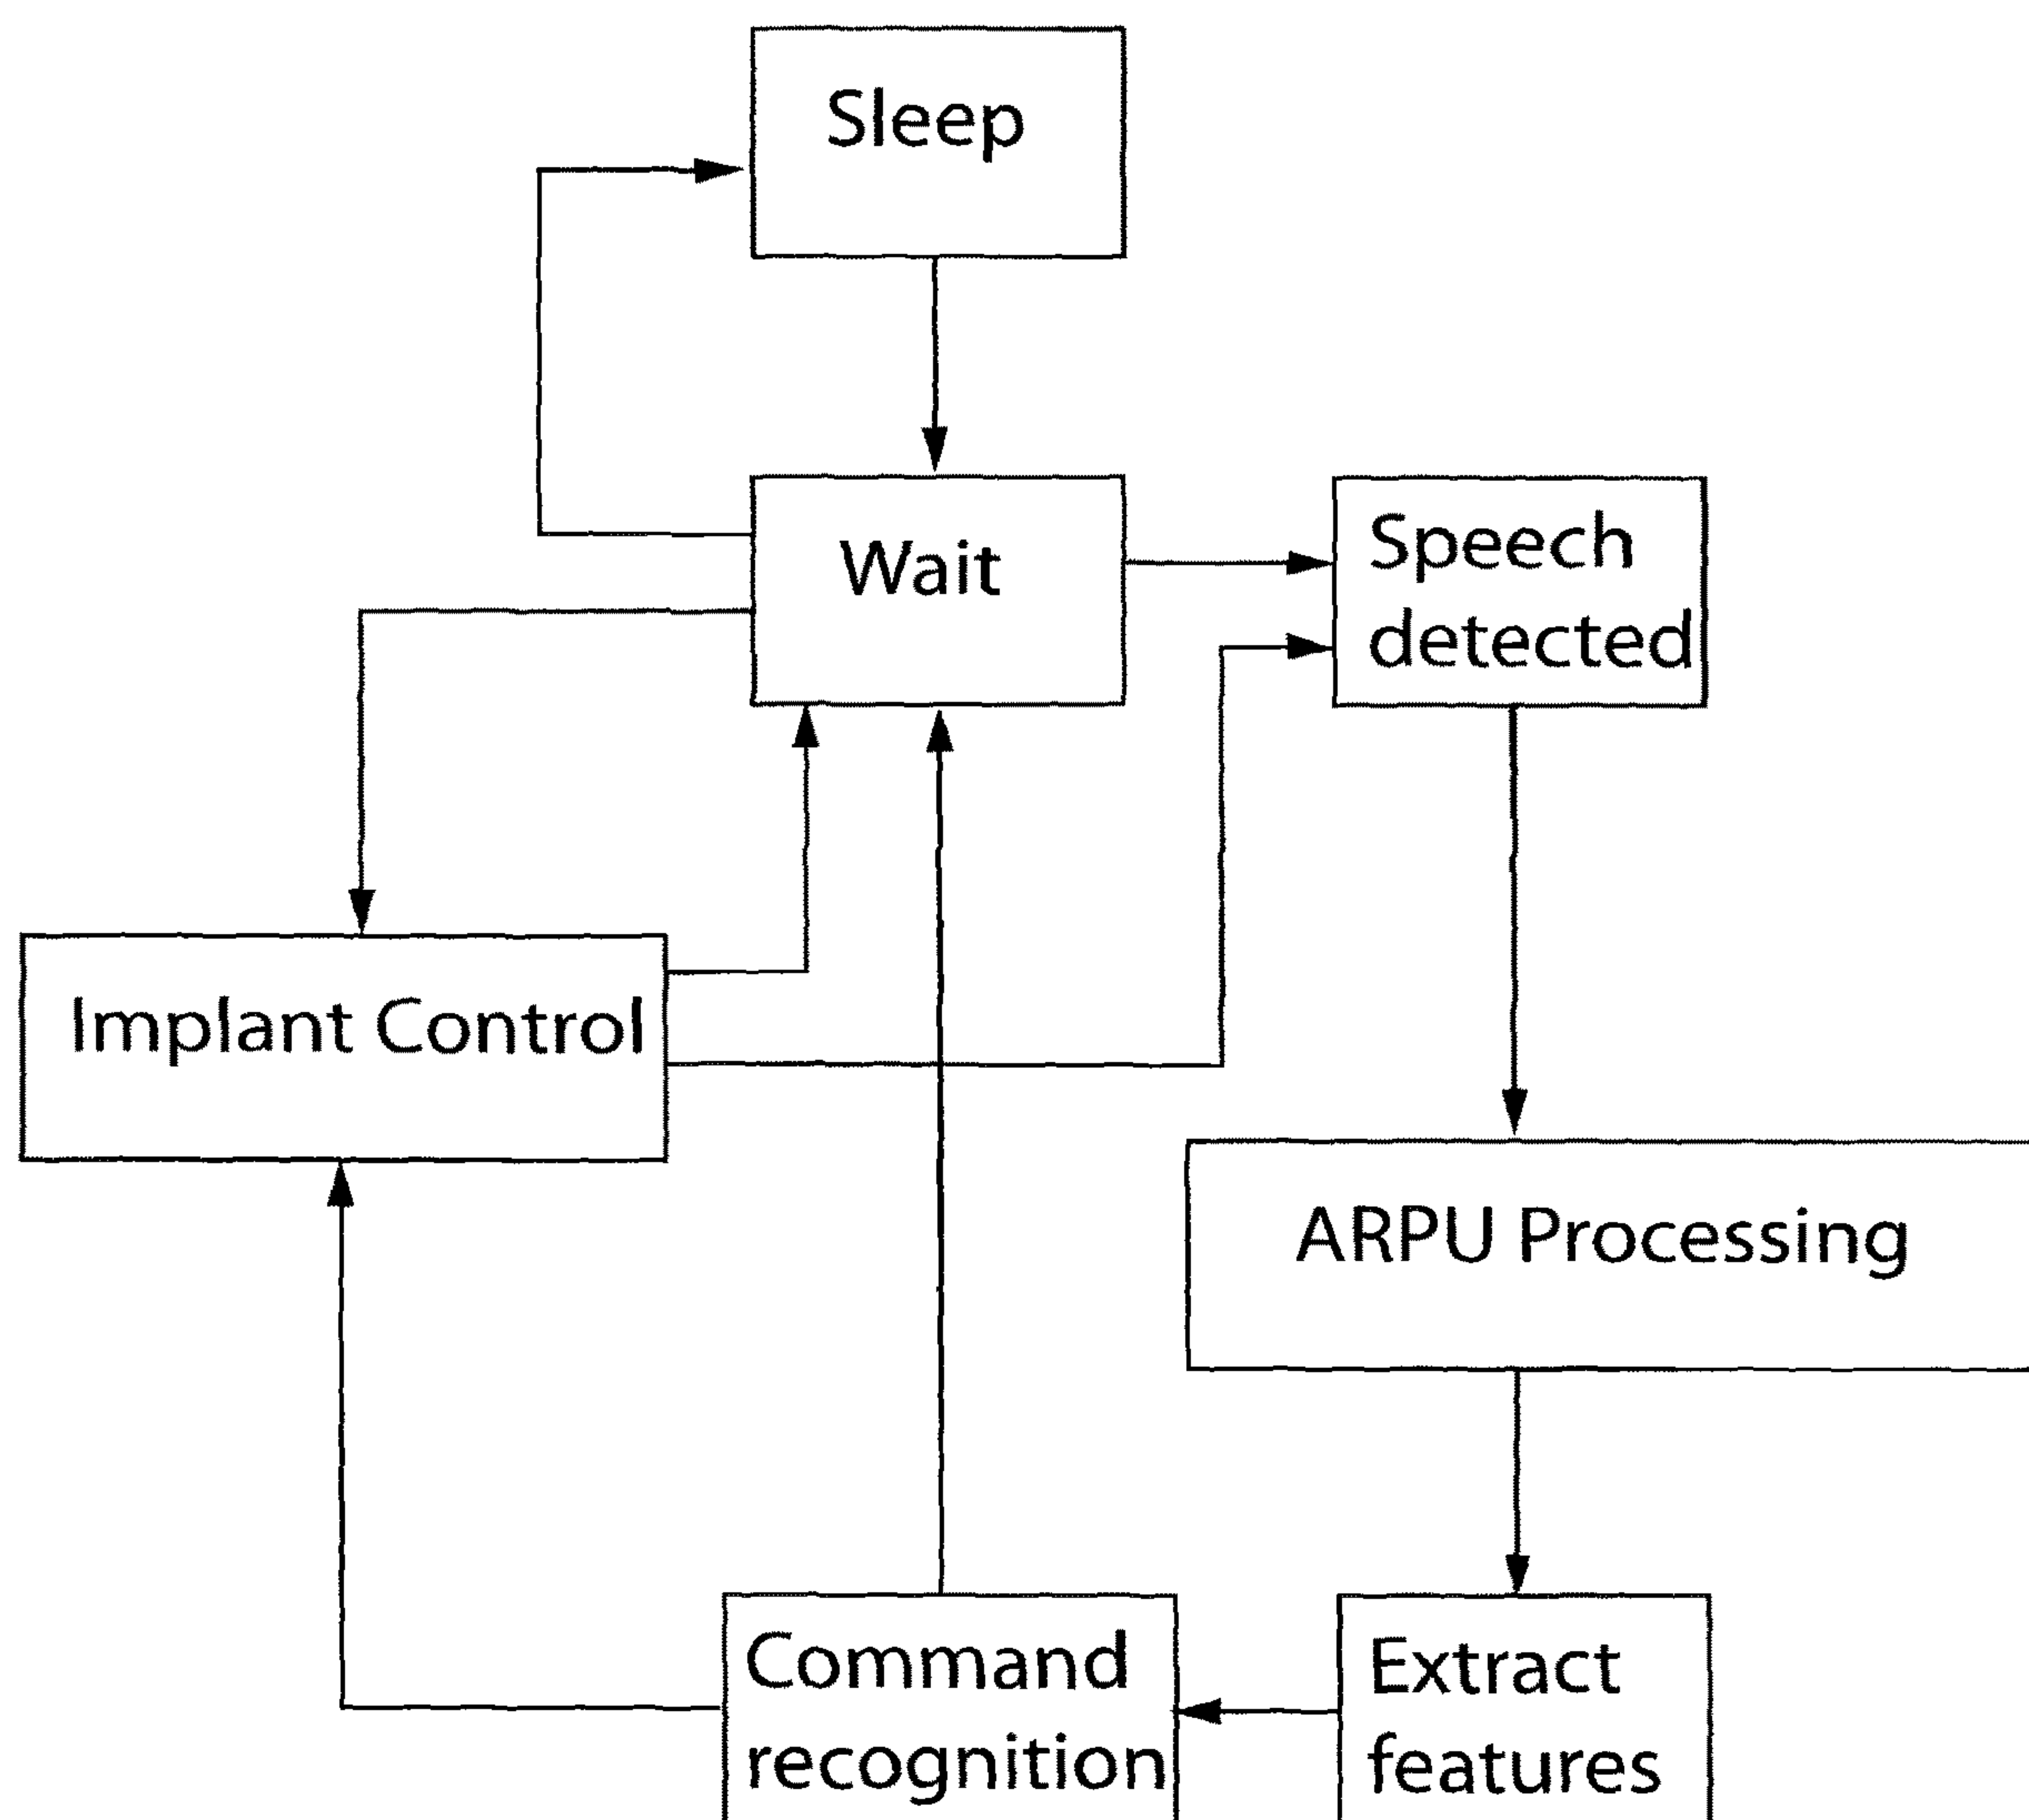 Sleep
Wait
Speech
detected
Implant Control
ARPU Processing
Command
recognition
Extract
features